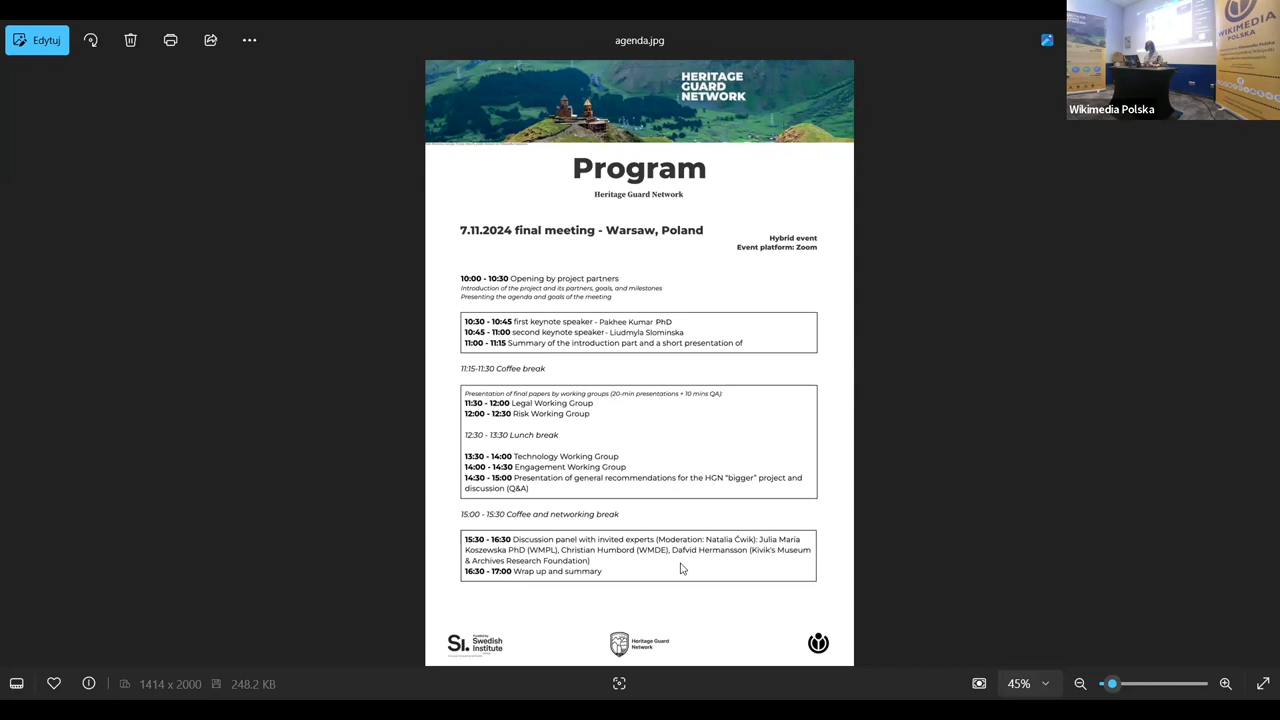 Edytuj
agenda.jpg
WIKIMEDIA
POLSKA
Wikimedia Polska
HERITAGE
GUARD
NETWORK
Program
Heritage Guard Network
7.11.2024 final meeting - Warsaw, Poland
Hybrid event
Event platform: Zoom
10:00 - 10:30 Opening by project partners
Introduction of the project and its partners, goals, and milestones
Presenting the agenda and goals of the meeting
10:30 - 10:45 first keynote speaker - Pakhee Kumar PhD
10:45 - 11:00 second keynote speaker - Liudmyla Slominska
11:00 - 11:15 Summary of the introduction part and a short presentation of
11:15-11:30 Coffee break
Presentation of final papers by working groups (20-min presentations + 10 mins QA):
11:30 - 12:00 Legal Working Group
12:00 - 12:30 Risk Working Group
12:30 - 13:30 Lunch break
13:30 - 14:00 Technology Working Group
14:00 - 14:30 Engagement Working Group
14:30 - 15:00 Presentation of general recommendations for the HGN "bigger" project and
discussion (Q&A)
15:00 - 15:30 Coffee and networking break
15:30 - 16:30 Discussion panel with invited experts (Moderation: Natalia Ćwik): Julia Maria
Koszewska PhD (WMPL), Christian Humbord (WMDE), Dafvid Hermansson (Kivik's Museum
& Archives Research Foundation)
16:30 - 17:00 Wrap up and summary
SI.
Funded by
Swedish
Institute
Heritage Guard
Network
1414 x 2000
248.2 KB
45%